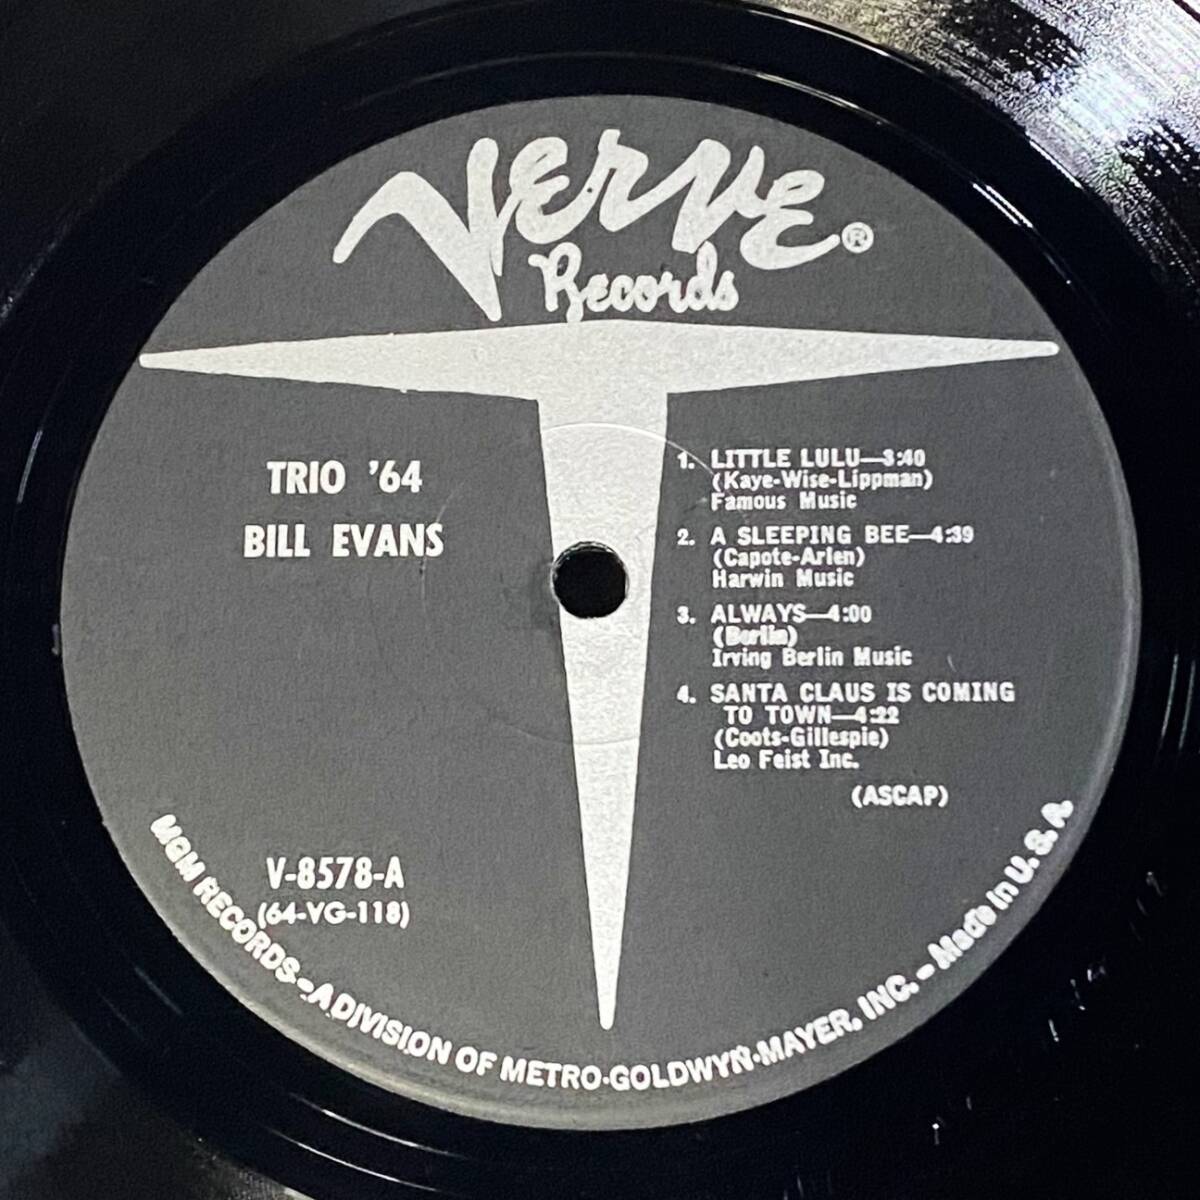 Verve®
Records
TRIO '64
BILL EVANS
1. LITTLE LULU—3:40
(Kaye-Wise-Lippman)
Famous Music
2. A SLEEPING BEE—4:39
(Capote-Arlen)
Harwin Music
3. ALWAYS—4:00
(Berlin)
Irving Berlin Music
4. SANTA CLAUS IS COMING
TO TOWN—4:22
(Coots-Gillespie)
Leo Feist Inc.
(ASCAP)
V-8578-A
(64-VG-118)
MGM RECORDS–A DIVISION OF METRO-GOLDWYN-MAYER, INC. – Made in U. S. A.